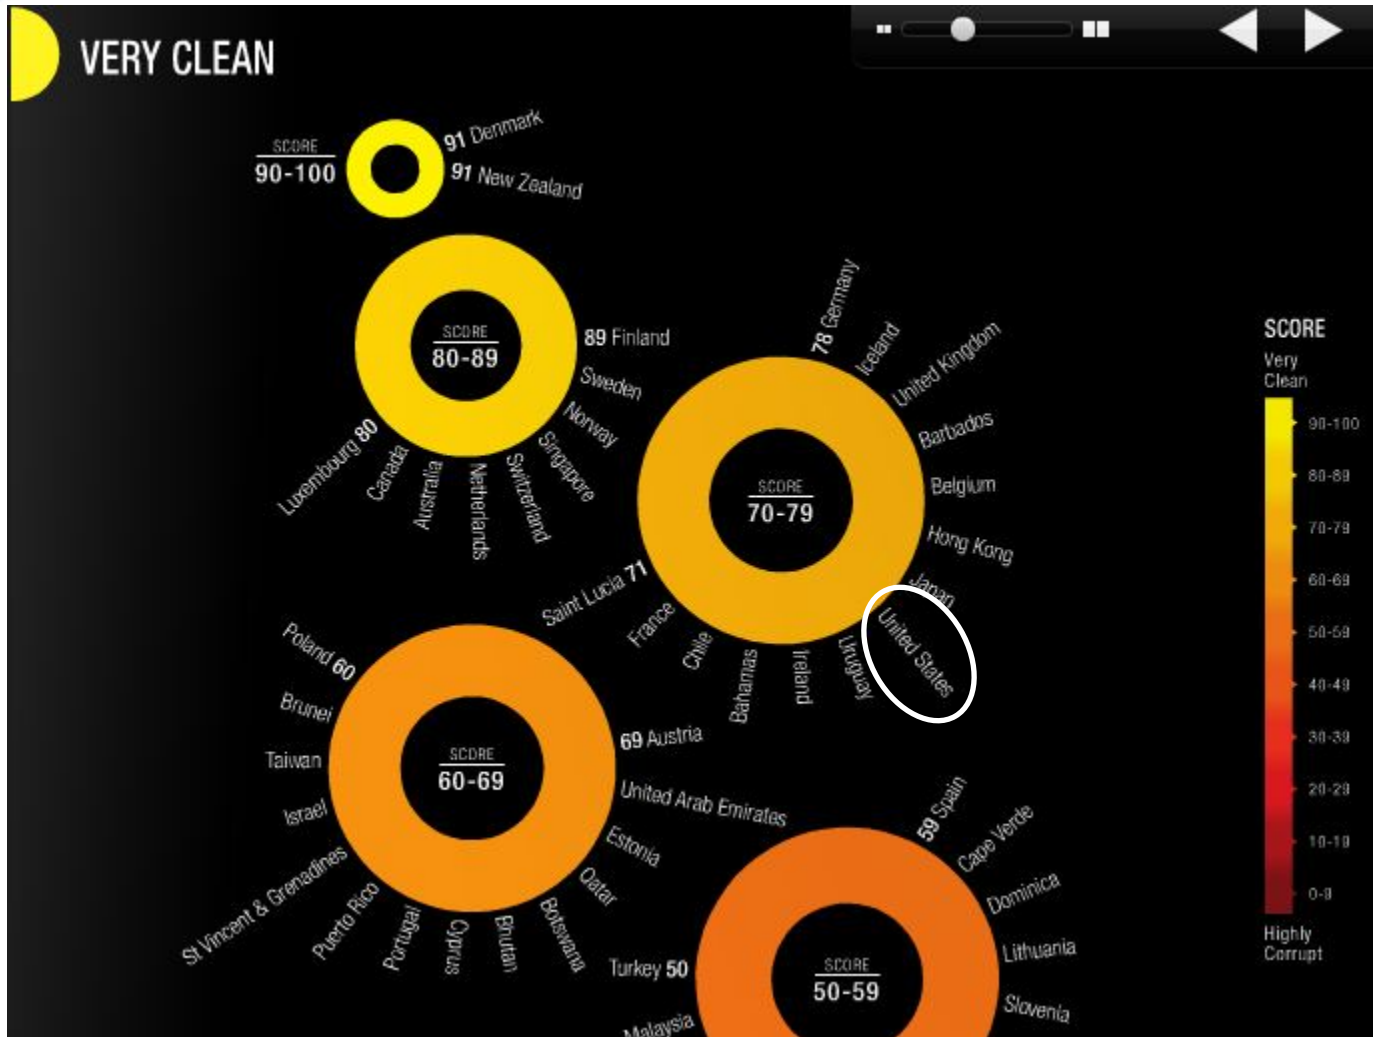 VERY CLEAN
SCORE
90-100
91 Denmark
91 New Zealand
SCORE
80-89
89 Finland
Sweden
Norway
Singapore
Switzerland
Netherlands
Australia
Canada
Luxembourg 80
SCORE
70-79
78 Germany
Iceland
United Kingdom
Barbados
Belgium
Hong Kong
Japan
United States
Uruguay
Ireland
Bahamas
Chile
France
Saint Lucia 71
SCORE
60-69
69 Austria
United Arab Emirates
Estonia
Qatar
Botswana
Bhutan
Cyprus
Portugal
Puerto Rico
St Vincent & Grenadines
Israel
Taiwan
Brunei
Poland 60
SCORE
50-59
59 Spain
Cape Verde
Dominica
Lithuania
Slovenia
Malaysia
Turkey 50
SCORE
Very
Clean
90-100
80-89
70-79
60-69
50-59
40-49
30-39
20-29
10-19
0-9
Highly
Corrupt